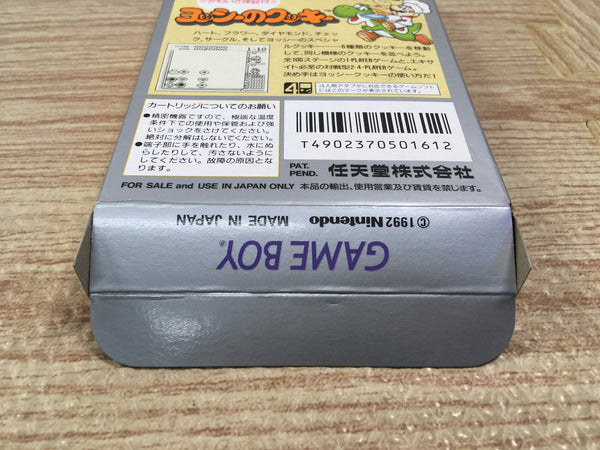 かわいさ保証付
ヨッシーのクッキー
ハート、フラワー、ダイヤモンド、チェッ
ク、サークル、そしてヨッシーのスペシャ
ルクッキー……6種類のクッキーを移動
して、同じ模様のクッキーを並べよう。
全100ステージの1-PLAYERゲームと、エキサ
イト必至の対戦型2・4-PLAYERゲーム。
決め手はヨッシークッキーの使い方だ!
4人用アダプタに対応できるゲームソフト
にはこのマークが表示されています。
カートリッジについてのお願い
●精密機器ですので、極端な温度
条件下での使用や保管および強
いショックをさけてください。
絶対に分解はしないでください。
●端子部に手を触れたり、水にぬ
らしたりして、汚さないようにし
てください。故障の原因となり
ます。
T4902370501612
PAT.
PEND.
任天堂株式会社
FOR SALE and USE IN JAPAN ONLY 本品の輸出、使用営業及び賃貸を禁じます。
©1992 Nintendo MADE IN JAPAN
GAME BOY®